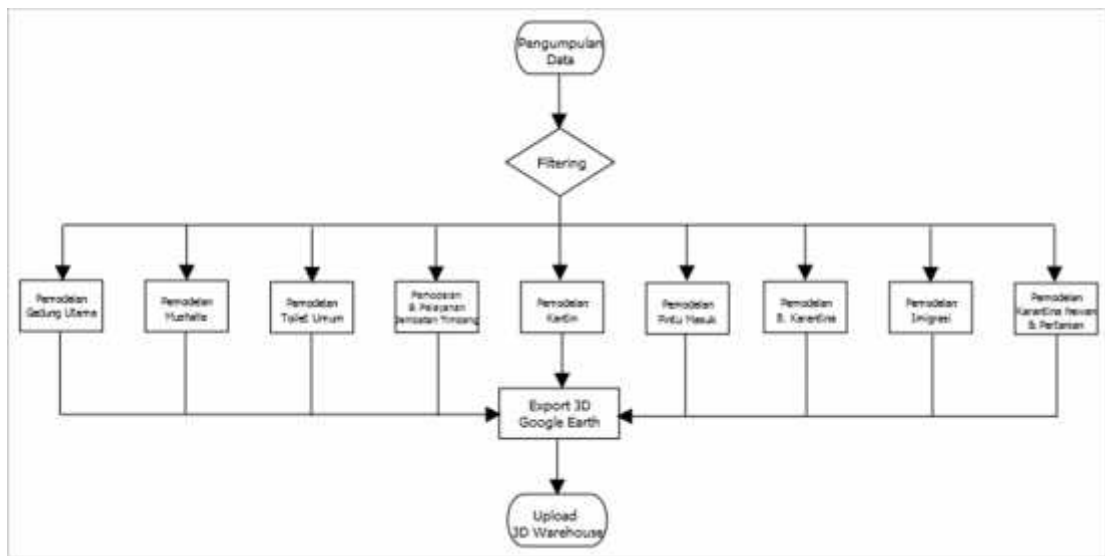 Pengumpulan
Data
Filtering
Pemodelan
Gedung Utama
Pemodelan
Mushalla
Pemodelan
Toilet Umum
Pemodelan
& Pelayanan
Jembatan Timbang
Pemodelan
Kantin
Pemodelan
Pintu Masuk
Pemodelan
B. Karantina
Pemodelan
Imigrasi
Pemodelan
Karantina Hewan
& Pertanian
Export 3D
Google Earth
Upload
3D Warehouse